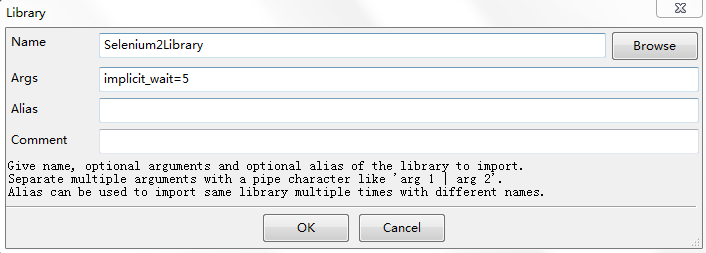 Library
Name
Selenium2Library
Browse
Args
implicit_wait=5
Alias
Comment
Give name, optional arguments and optional alias of the library to import.
Separate multiple arguments with a pipe character like 'arg 1 | arg 2'.
Alias can be used to import same library multiple times with different names.
OK
Cancel